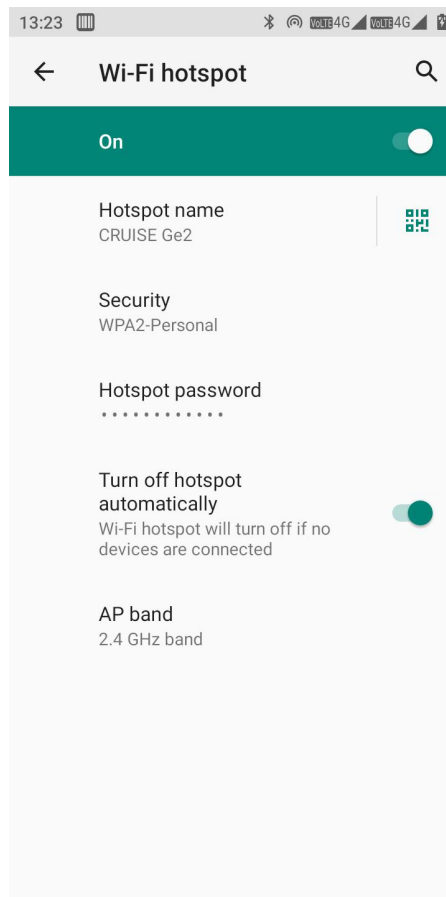 13:23 VoLTE 4G VoLTE 4G
Wi-Fi hotspot
On
Hotspot name
CRUISE Ge2
Security
WPA2-Personal
Hotspot password
............
Turn off hotspot
automatically
Wi-Fi hotspot will turn off if no
devices are connected
AP band
2.4 GHz band